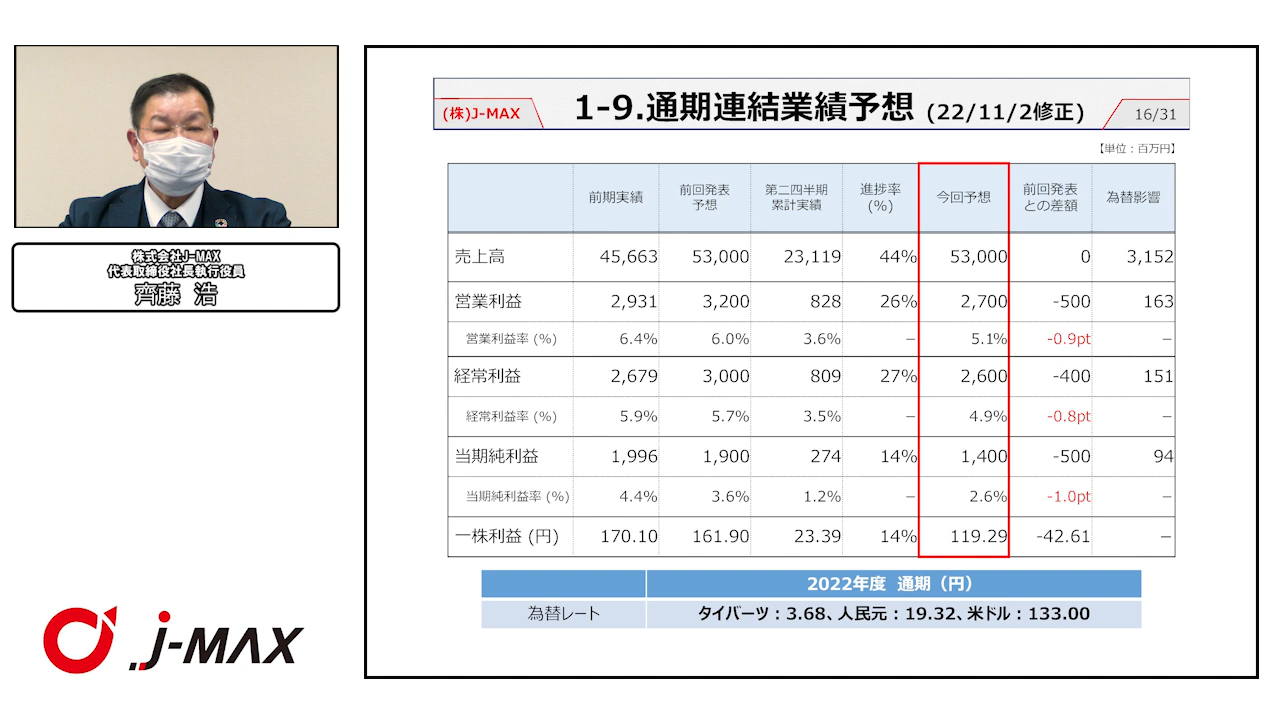 株式会社J-MAX
代表取締役社長執行役員
齊藤 浩
J-MAX
(株)J-MAX
1-9.通期連結業績予想 (22/11/2修正)
16/31
【単位：百万円】
前期実績 前回発表予想 第二四半期累計実績 進捗率(%) 今回予想 前回発表との差額 為替影響
売上高 45,663 53,000 23,119 44% 53,000 0 3,152
営業利益 2,931 3,200 828 26% 2,700 -500 163
営業利益率 (%) 6.4% 6.0% 3.6% − 5.1% -0.9pt −
経常利益 2,679 3,000 809 27% 2,600 -400 151
経常利益率 (%) 5.9% 5.7% 3.5% − 4.9% -0.8pt −
当期純利益 1,996 1,900 274 14% 1,400 -500 94
当期純利益率 (%) 4.4% 3.6% 1.2% − 2.6% -1.0pt −
一株利益 (円) 170.10 161.90 23.39 14% 119.29 -42.61 −
2022年度 通期（円）
為替レート タイバーツ：3.68、人民元：19.32、米ドル：133.00